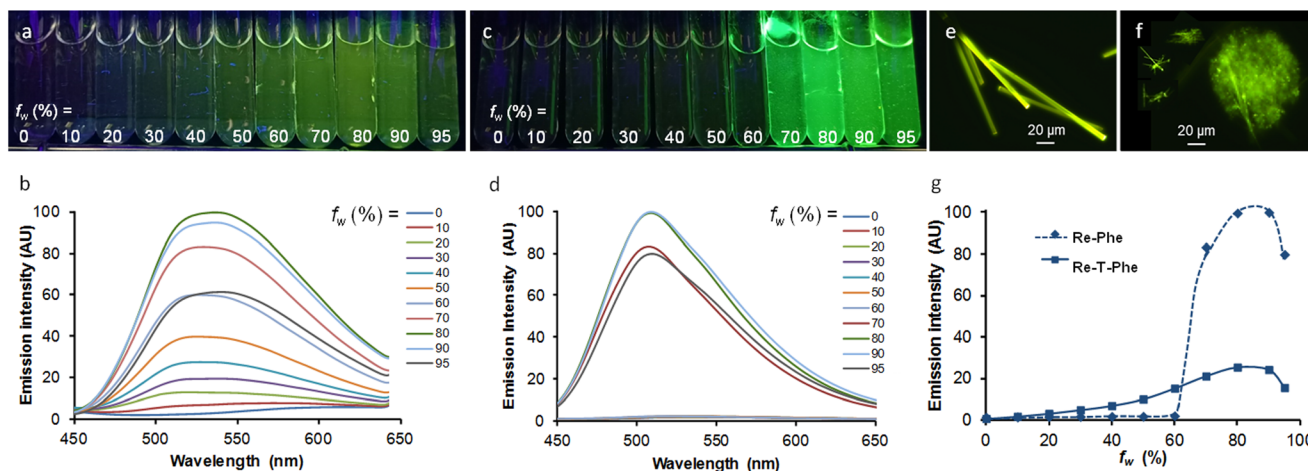 a
f_w (%) =
0 10 20 30 40 50 60 70 80 90 95
c
f_w (%) =
0 10 20 30 40 50 60 70 80 90 95
e
20 µm
f
20 µm
b
Emission intensity (AU)
100
80
60
40
20
0
450 500 550 600 650
Wavelength (nm)
f_w (%) =
0
10
20
30
40
50
60
70
80
90
95
d
Emission Intensity (AU)
100
80
60
40
20
0
450 500 550 600 650
Wavelength (nm)
f_w (%) =
0
10
20
30
40
50
60
70
80
90
95
g
Emission intensity (AU)
100
80
60
40
20
0
Re-Phe
Re-T-Phe
0 20 40 60 80 100
f_w (%)